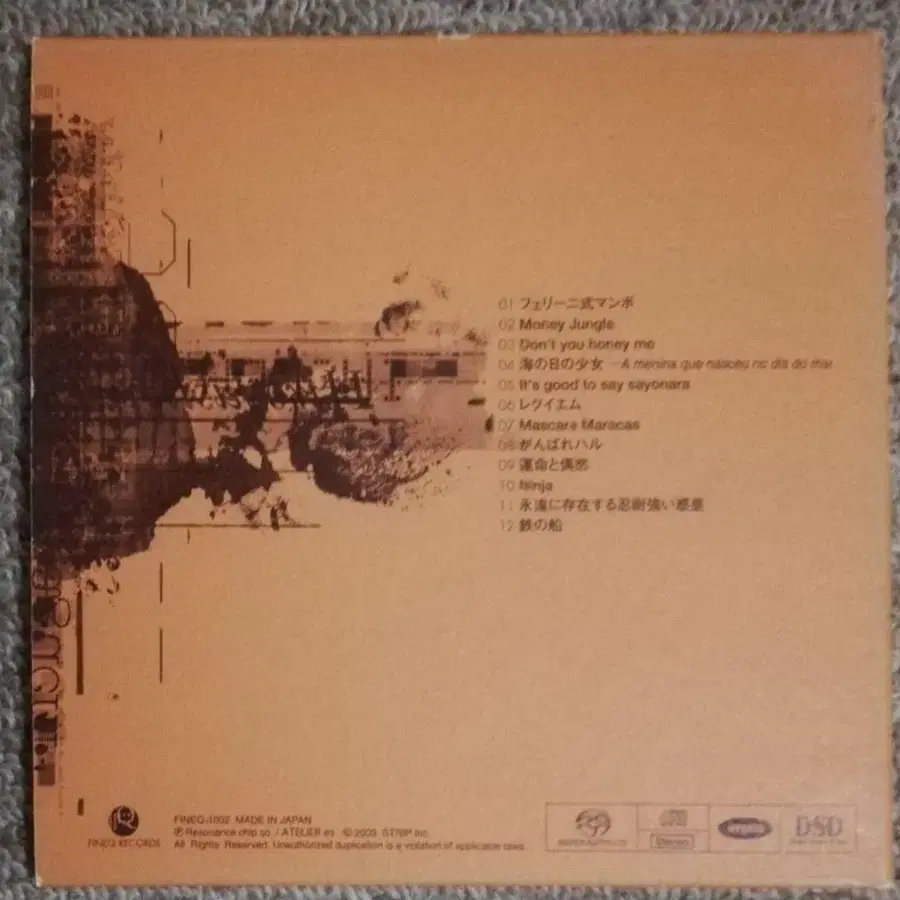 01 フェリーニ式マンボ
02 Money Jungle
03 Don't you honey me
04 海の日の少女 - A menina que nasceu no dia do mar
05 It's good to say sayonara
06 レクイエム
07 Mascara Maracas
08 がんばれハル
09 運命と偶然
10 Ninja
11 永遠に存在する忍耐強い惑星
12 鉄の船
FINEQ-1002 MADE IN JAPAN
Ⓟ Resonance chip co. / ATELIER es © 2003 STRIP Inc.
All Rights Reserved. Unauthorized duplication is a violation of applicable laws.
FINEQ RECORDS
Stereo
DSD